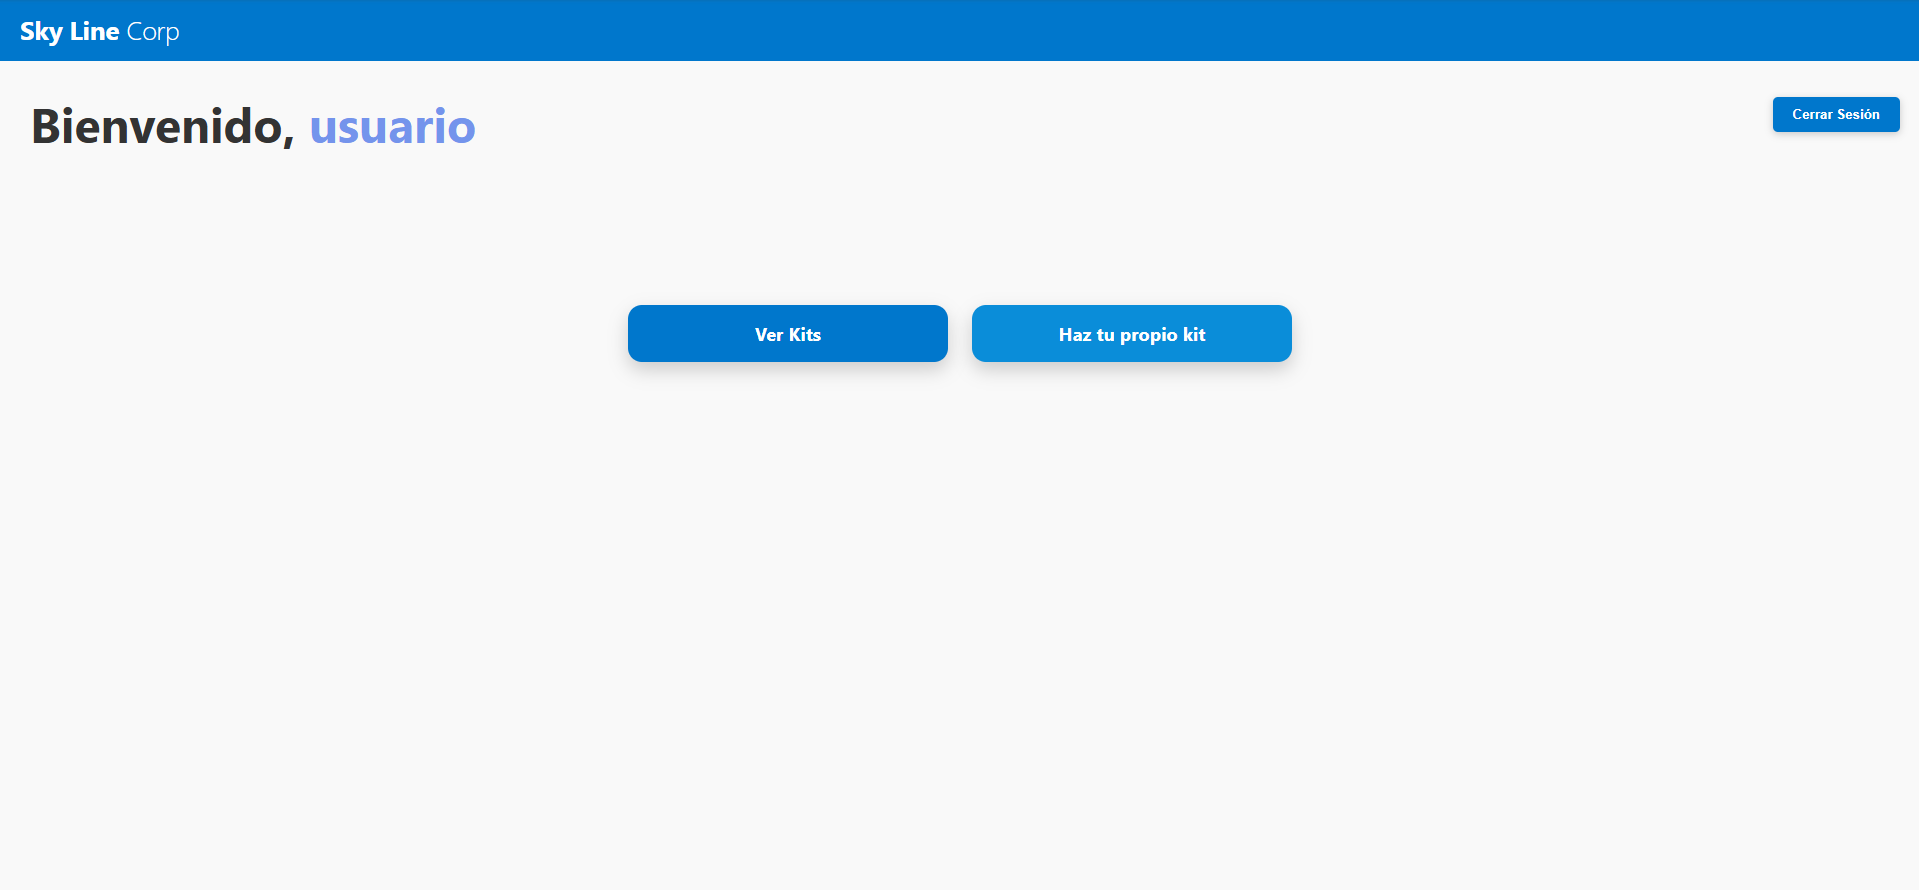 Sky Line Corp
Bienvenido, usuario
Cerrar Sesión
Ver Kits
Haz tu propio kit